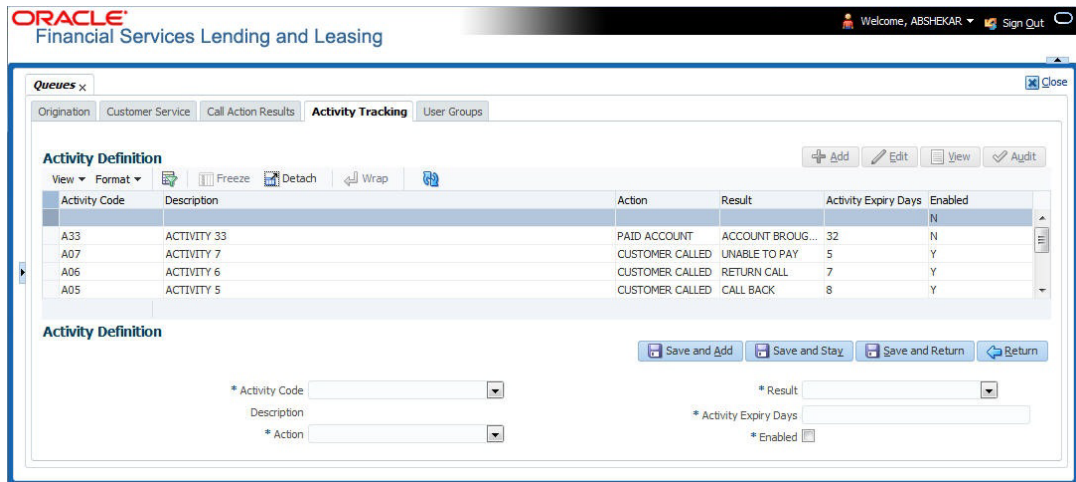 ORACLE
Welcome, ABSHEKAR Sign Out
Financial Services Lending and Leasing
Queues x Close
Origination Customer Service Call Action Results Activity Tracking User Groups
Activity Definition Add Edit View Audit
View Format Freeze Detach Wrap
Activity Code Description Action Result Activity Expiry Days Enabled
N
A33 ACTIVITY 33 PAID ACCOUNT ACCOUNT BROUG... 32 N
A07 ACTIVITY 7 CUSTOMER CALLED UNABLE TO PAY 5 Y
A06 ACTIVITY 6 CUSTOMER CALLED RETURN CALL 7 Y
A05 ACTIVITY 5 CUSTOMER CALLED CALL BACK 8 Y
Activity Definition
Save and Add Save and Stay Save and Return Return
* Activity Code * Result
Description * Activity Expiry Days
* Action * Enabled